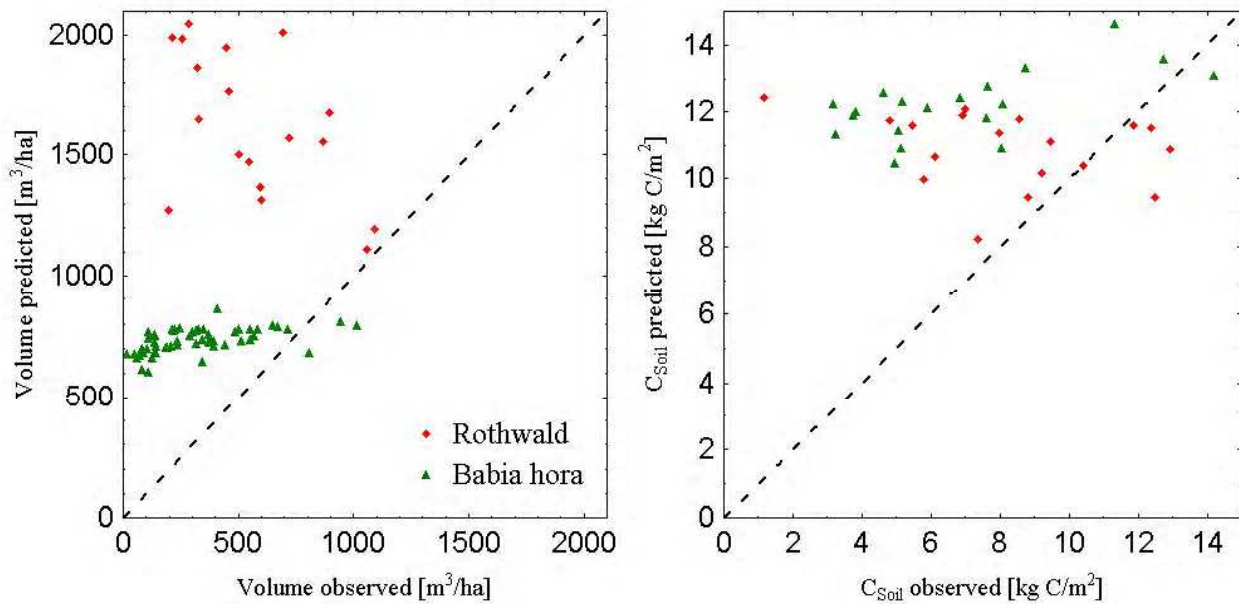 Volume predicted [m³/ha]
2000
1500
1000
500
0
0 500 1000 1500 2000
Volume observed [m³/ha]
Rothwald
Babia hora
C_Soil predicted [kg C/m²]
14
12
10
8
6
4
2
0
0 2 4 6 8 10 12 14
C_Soil observed [kg C/m²]